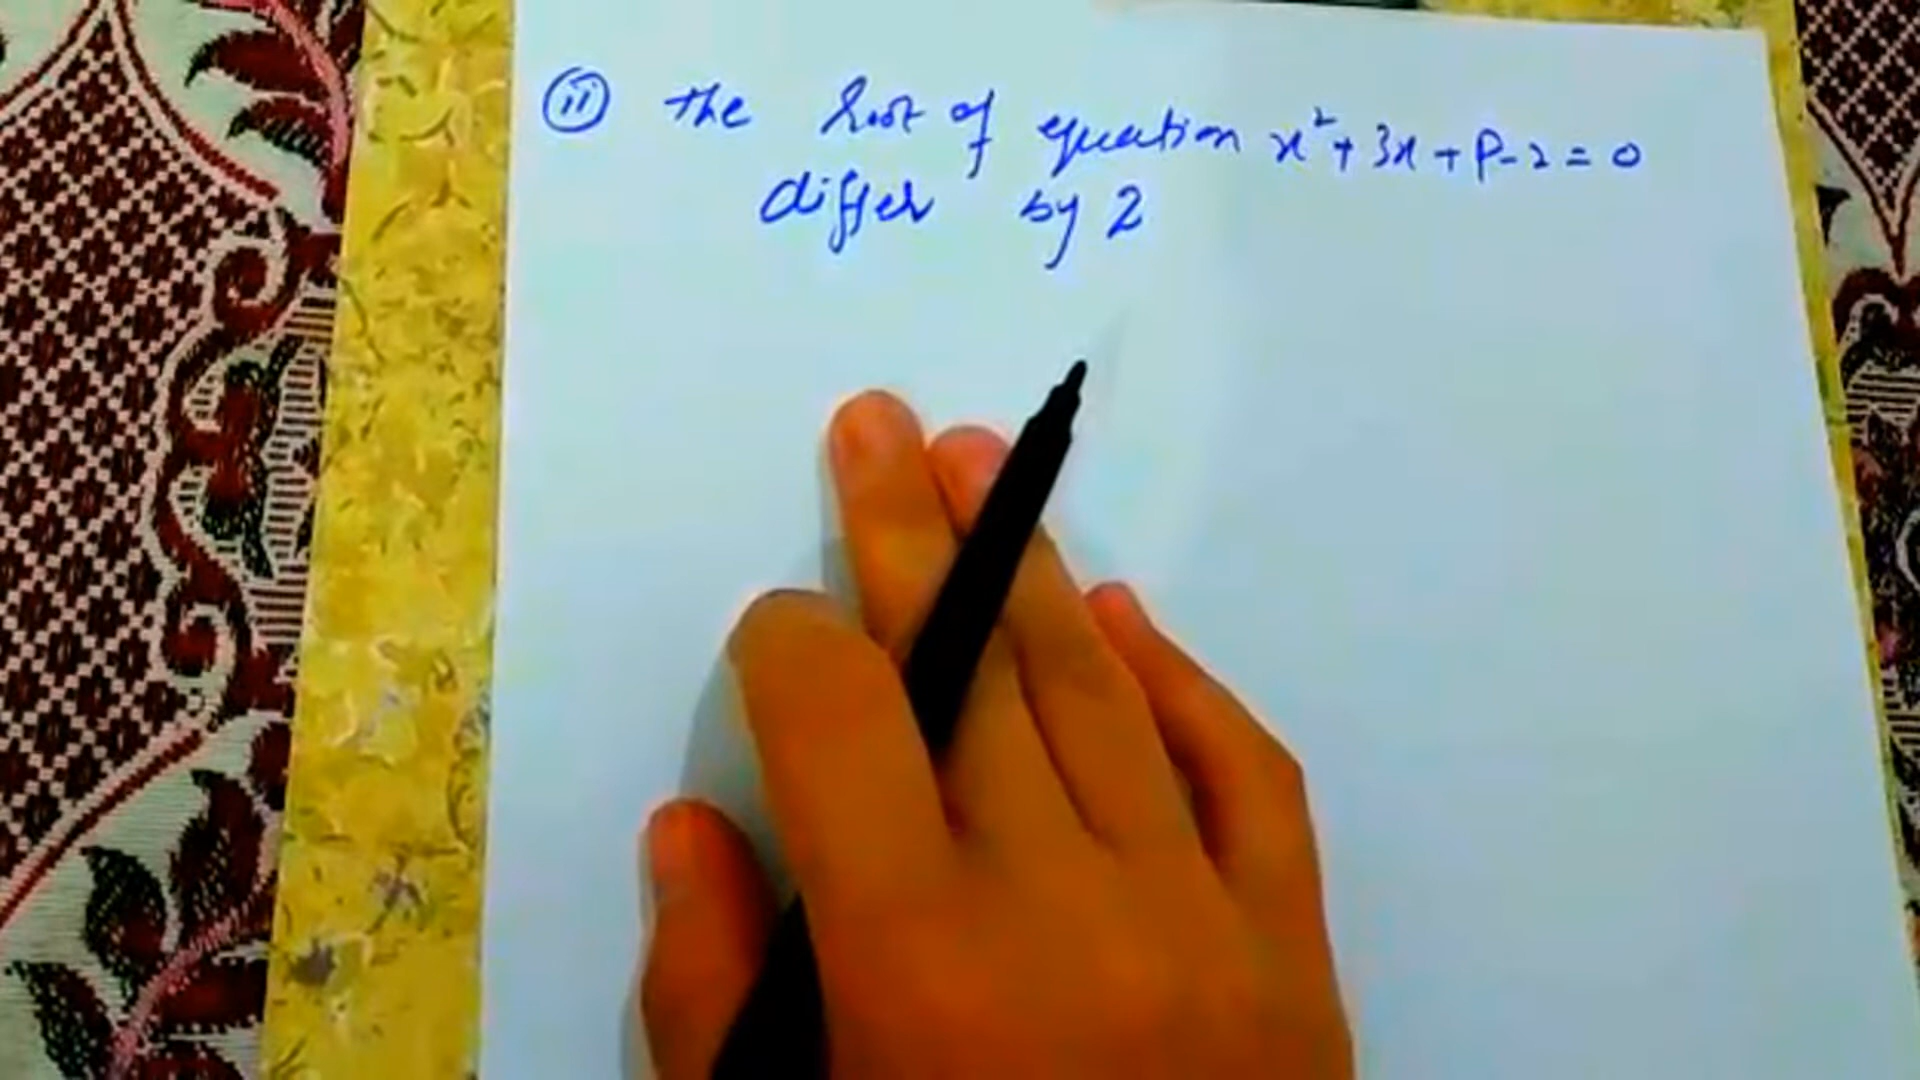 (ii) the Root of equation x² + 3x + P - 2 = 0
differ by 2